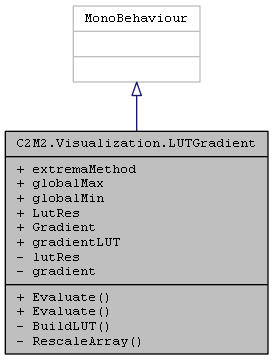 MonoBehaviour
C2M2.Visualization.LUTGradient
+ extremaMethod
+ globalMax
+ globalMin
+ LutRes
+ Gradient
+ gradientLUT
- lutRes
- gradient
+ Evaluate()
+ Evaluate()
- BuildLUT()
- RescaleArray()